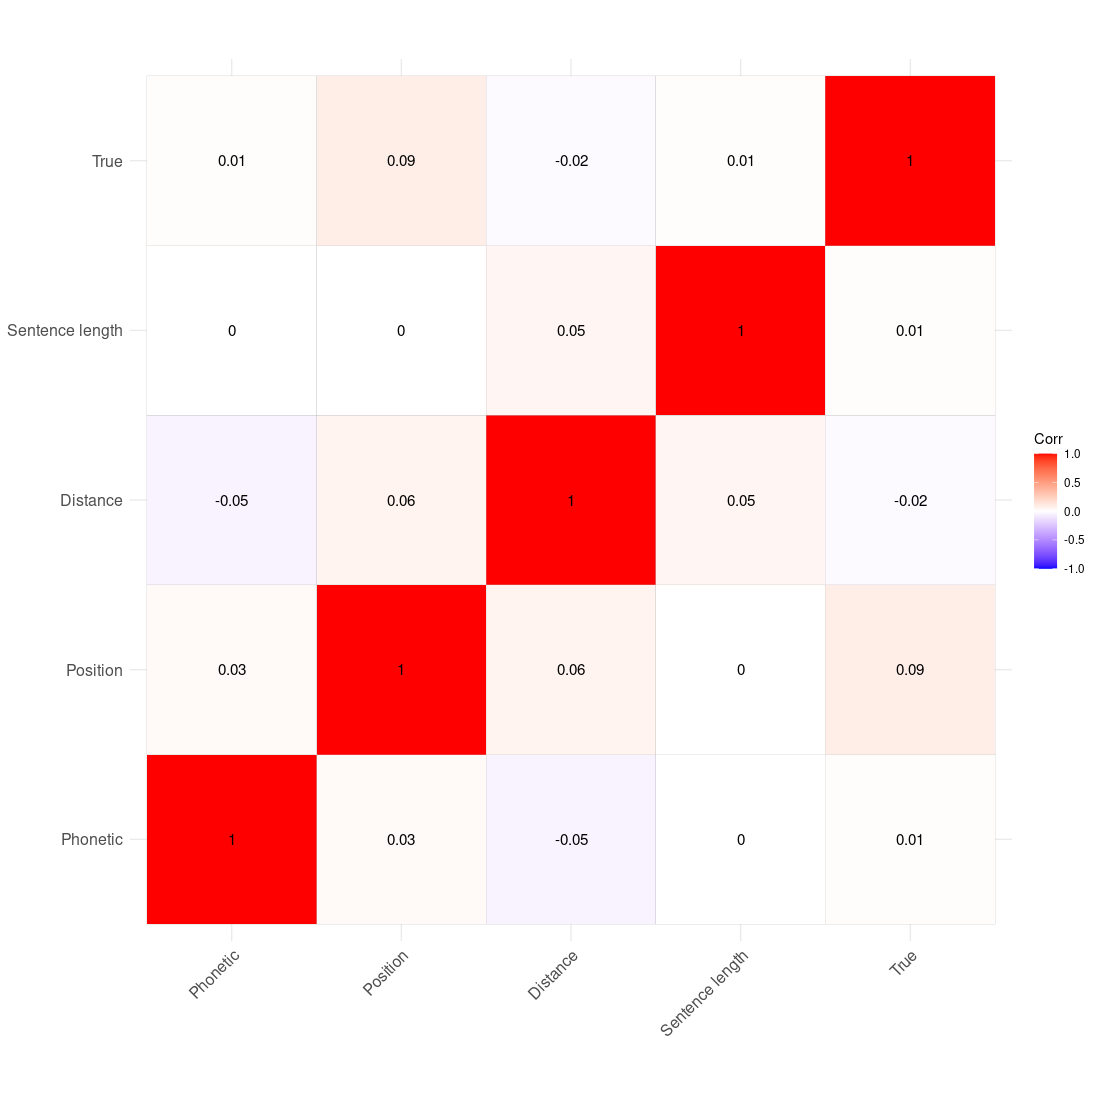 True 0.01 0.09 -0.02 0.01 1
Sentence length 0 0 0.05 1 0.01
Distance -0.05 0.06 1 0.05 -0.02
Position 0.03 1 0.06 0 0.09
Phonetic 1 0.03 -0.05 0 0.01
Phonetic Position Distance Sentence length True
Corr
1.0
0.5
0.0
-0.5
-1.0